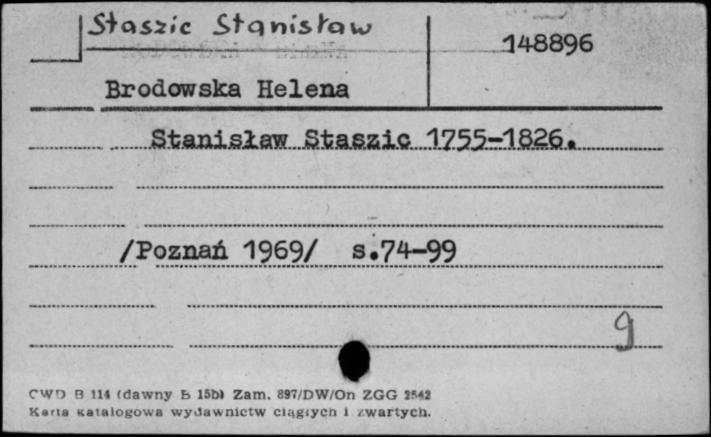 Staszic Stanisław
148896
Brodowska Helena
Stanisław Staszic 1755-1826.
/Poznań 1969/ s.74-99
g
CWD B 114 (dawny B 15b) Zam. 897/DW/On ZGG 2542
Karta katalogowa wydawnictw ciągłych i zwartych.